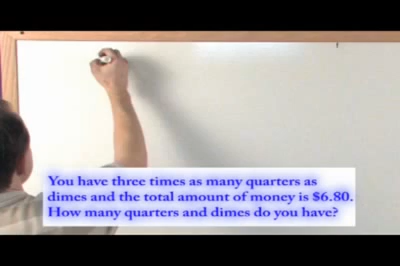 You have three times as many quarters as
dimes and the total amount of money is $6.80.
How many quarters and dimes do you have?